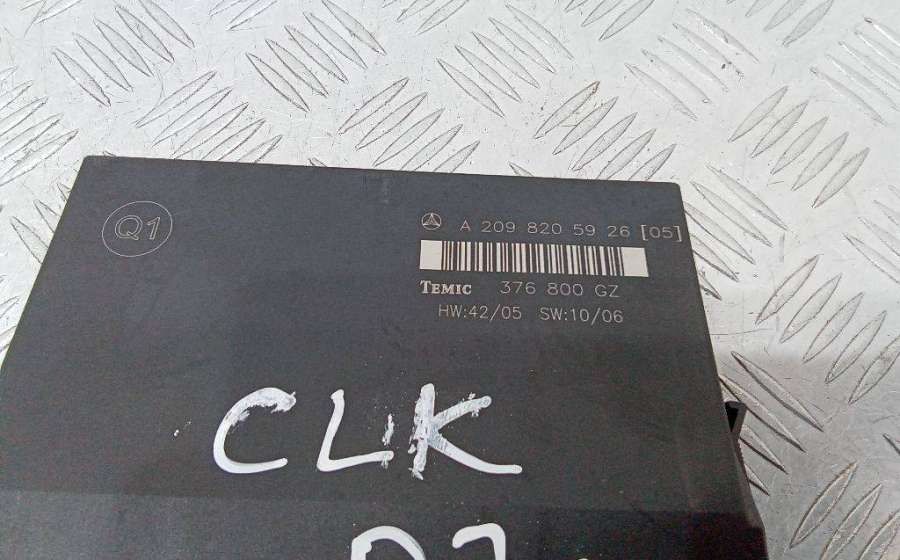 Q1
A 209 820 59 26 [05]
TEMIC 376 800 GZ
HW:42/05 SW:10/06
CLK